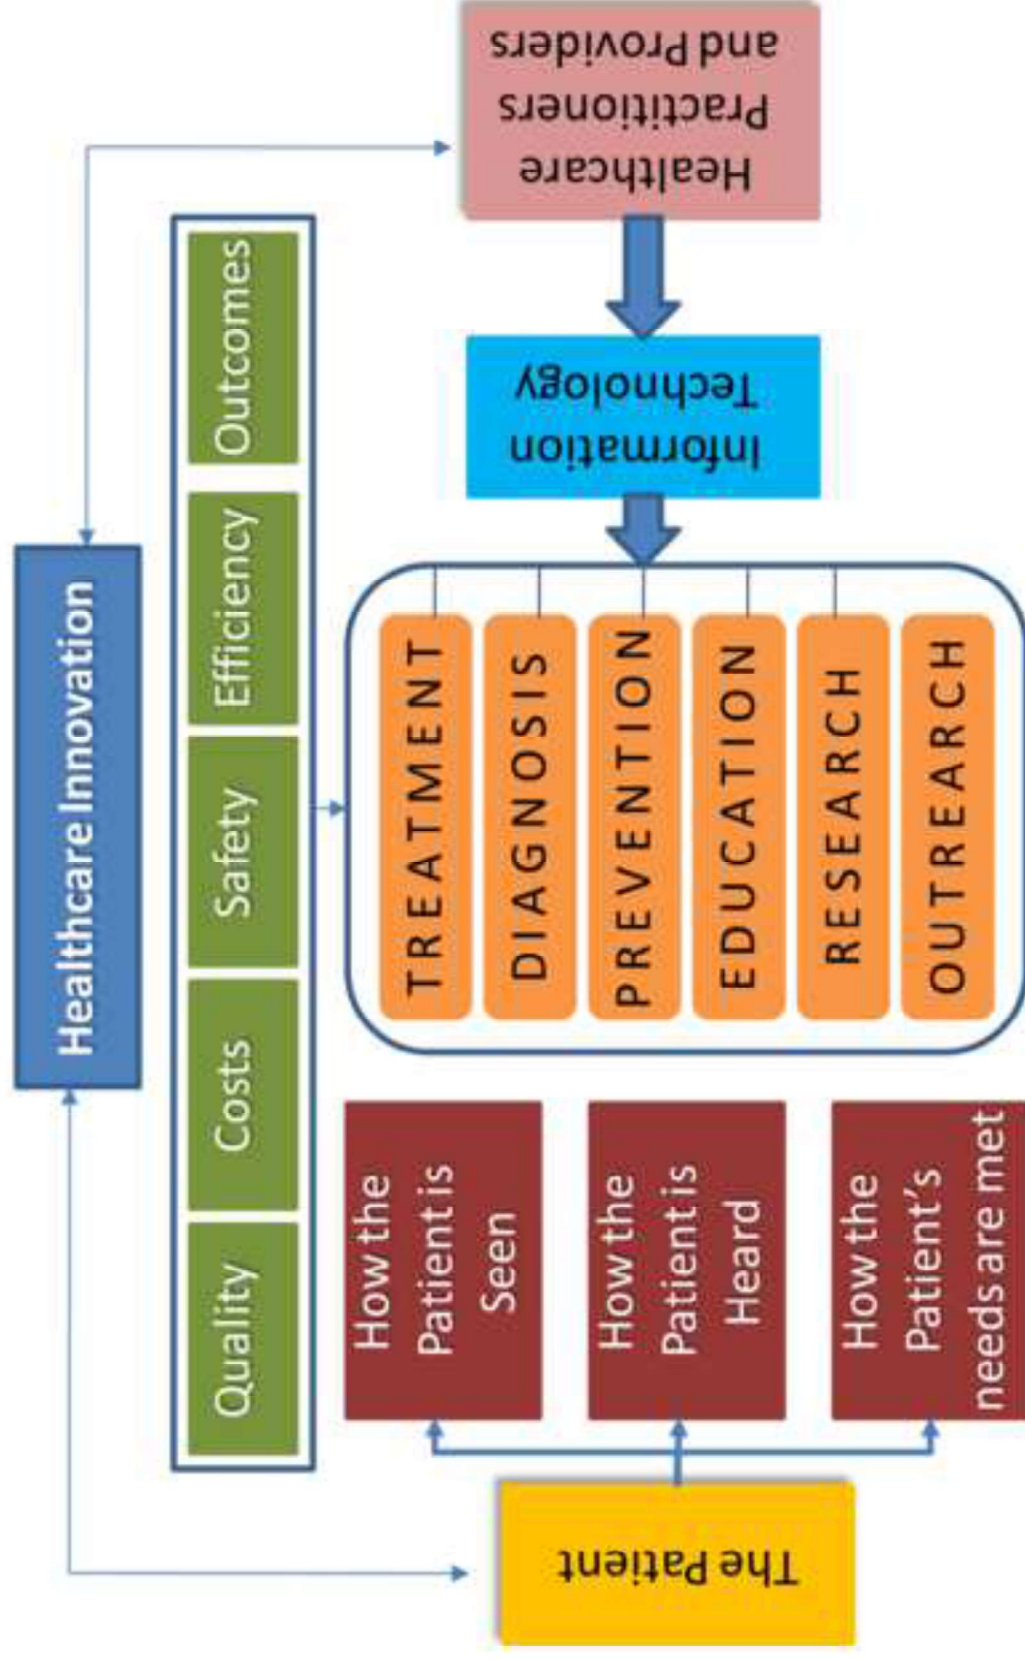 Healthcare Innovation
Quality
Costs
Safety
Efficiency
Outcomes
The Patient
How the
Patient is
Seen
How the
Patient is
Heard
How the
Patient's
needs are met
TREATMENT
DIAGNOSIS
PREVENTION
EDUCATION
RESEARCH
OUTREARCH
Information
Technology
Healthcare
Practitioners
and Providers